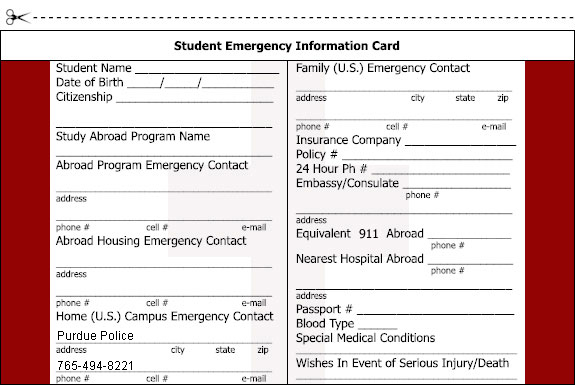 Student Emergency Information Card
Student Name
Date of Birth / /
Citizenship
Study Abroad Program Name
Abroad Program Emergency Contact
address
phone # cell # e-mail
Abroad Housing Emergency Contact
address
phone # cell # e-mail
Home (U.S.) Campus Emergency Contact
Purdue Police
address city state zip
765-494-8221
phone # cell # e-mail
Family (U.S.) Emergency Contact
address city state zip
phone # cell # e-mail
Insurance Company
Policy #
24 Hour Ph #
Embassy/Consulate
phone #
address
Equivalent 911 Abroad
phone #
Nearest Hospital Abroad
phone #
address
Passport #
Blood Type
Special Medical Conditions
Wishes In Event of Serious Injury/Death